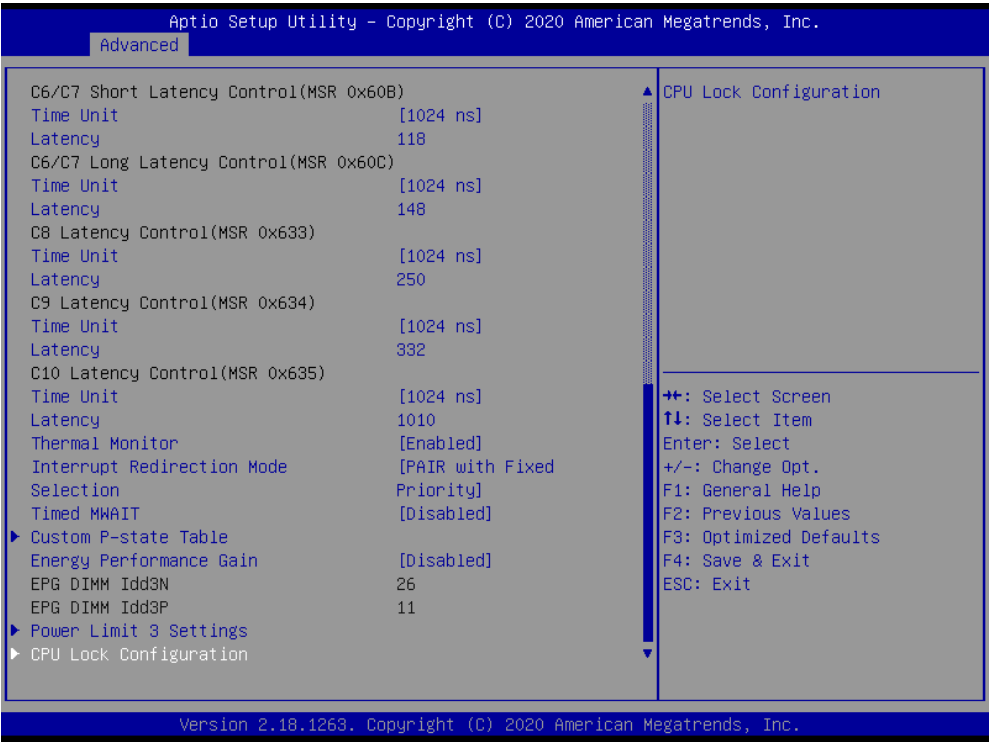 Aptio Setup Utility – Copyright (C) 2020 American Megatrends, Inc.
Advanced
C6/C7 Short Latency Control(MSR 0x60B)
Time Unit [1024 ns]
Latency 118
C6/C7 Long Latency Control(MSR 0x60C)
Time Unit [1024 ns]
Latency 148
C8 Latency Control(MSR 0x633)
Time Unit [1024 ns]
Latency 250
C9 Latency Control(MSR 0x634)
Time Unit [1024 ns]
Latency 332
C10 Latency Control(MSR 0x635)
Time Unit [1024 ns]
Latency 1010
Thermal Monitor [Enabled]
Interrupt Redirection Mode [PAIR with Fixed
Selection Priority]
Timed MWAIT [Disabled]
Custom P-state Table
Energy Performance Gain [Disabled]
EPG DIMM Idd3N 26
EPG DIMM Idd3P 11
Power Limit 3 Settings
CPU Lock Configuration
CPU Lock Configuration
→←: Select Screen
↑↓: Select Item
Enter: Select
+/-: Change Opt.
F1: General Help
F2: Previous Values
F3: Optimized Defaults
F4: Save & Exit
ESC: Exit
Version 2.18.1263. Copyright (C) 2020 American Megatrends, Inc.